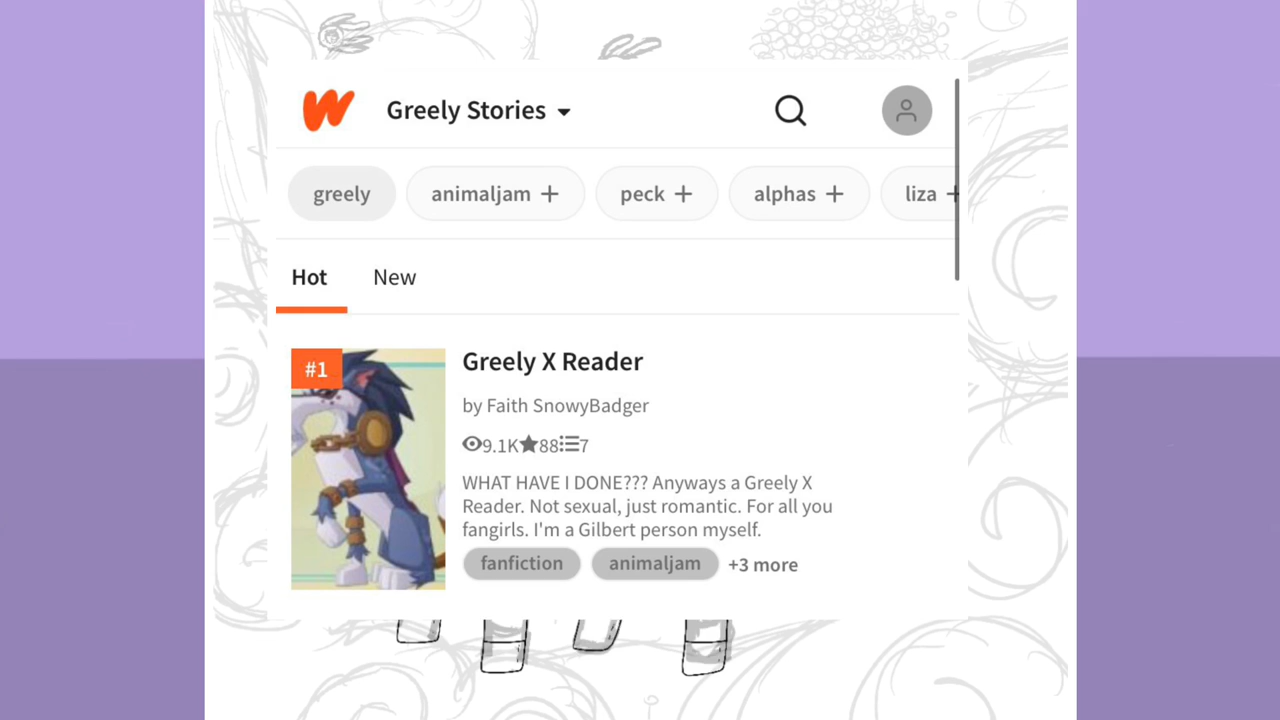 Greely Stories
greely
animaljam
peck
alphas
liza
Hot
New
#1
Greely X Reader
by Faith SnowyBadger
9.1K 88 7
WHAT HAVE I DONE??? Anyways a Greely X
Reader. Not sexual, just romantic. For all you
fangirls. I'm a Gilbert person myself.
fanfiction
animaljam
+3 more